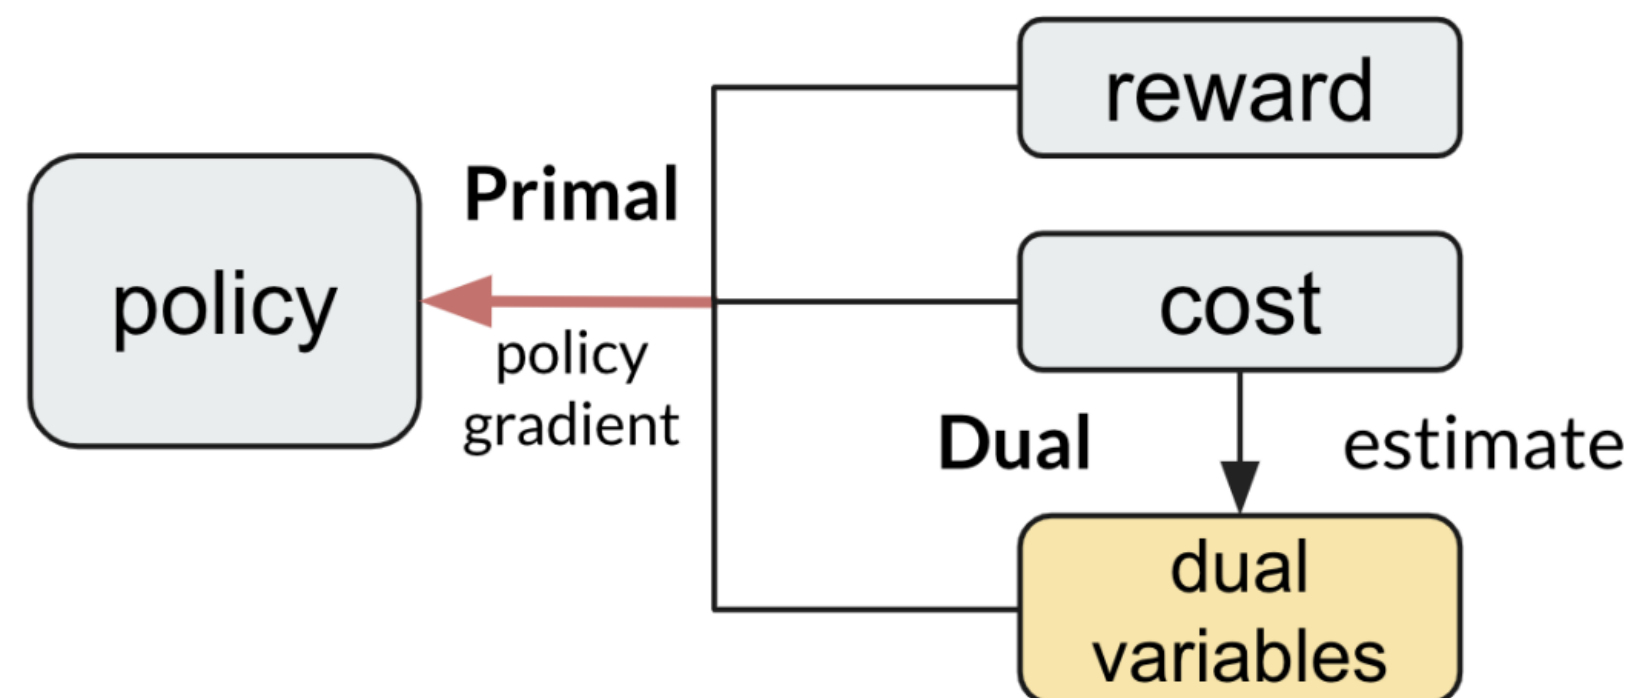 reward
Primal
policy
cost
policy
gradient
Dual
estimate
dual
variables